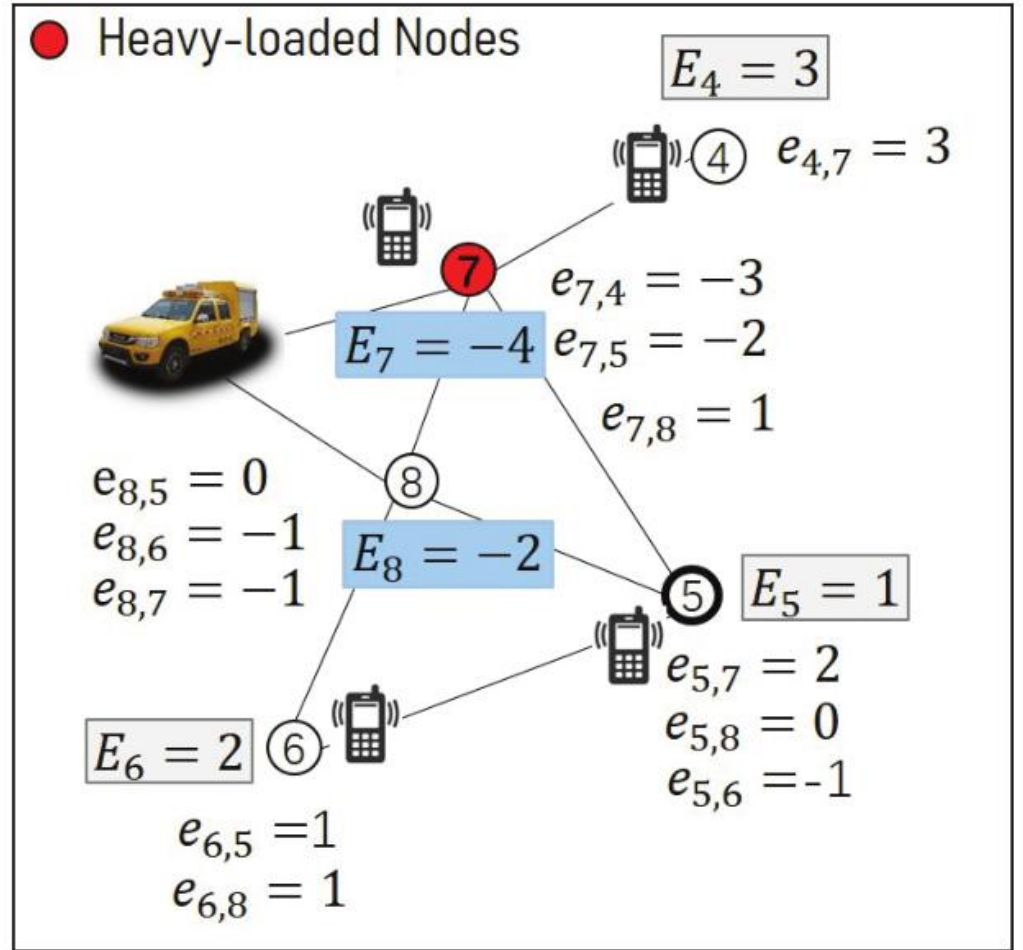 Heavy-loaded Nodes
E₄ = 3
4
e₄,₇ = 3
7
e₇,₄ = −3
E₇ = −4
e₇,₅ = −2
e₇,₈ = 1
8
e₈,₅ = 0
e₈,₆ = −1
e₈,₇ = −1
E₈ = −2
5
E₅ = 1
e₅,₇ = 2
e₅,₈ = 0
e₅,₆ =-1
E₆ = 2
6
e₆,₅ =1
e₆,₈ = 1